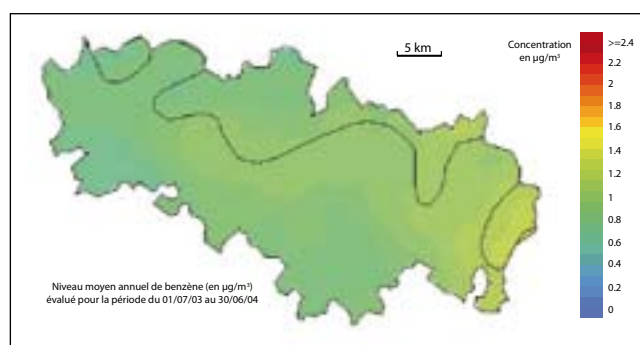 5 km
Concentration
en µg/m³
>=2.4
2.2
2
1.8
1.6
1.4
1.2
1
0.8
0.6
0.4
0.2
0
Niveau moyen annuel de benzène (en µg/m³)
évalué pour la période du 01/07/03 au 30/06/04